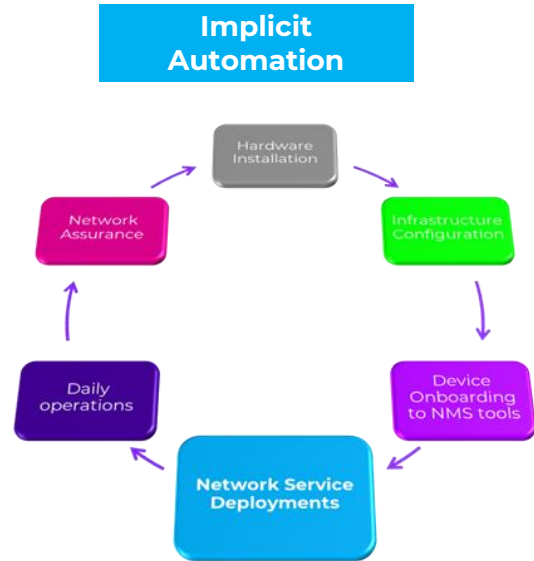 Implicit
Automation
Hardware
Installation
Infrastructure
Configuration
Device
Onboarding
to NMS tools
Network Service
Deployments
Daily
operations
Network
Assurance